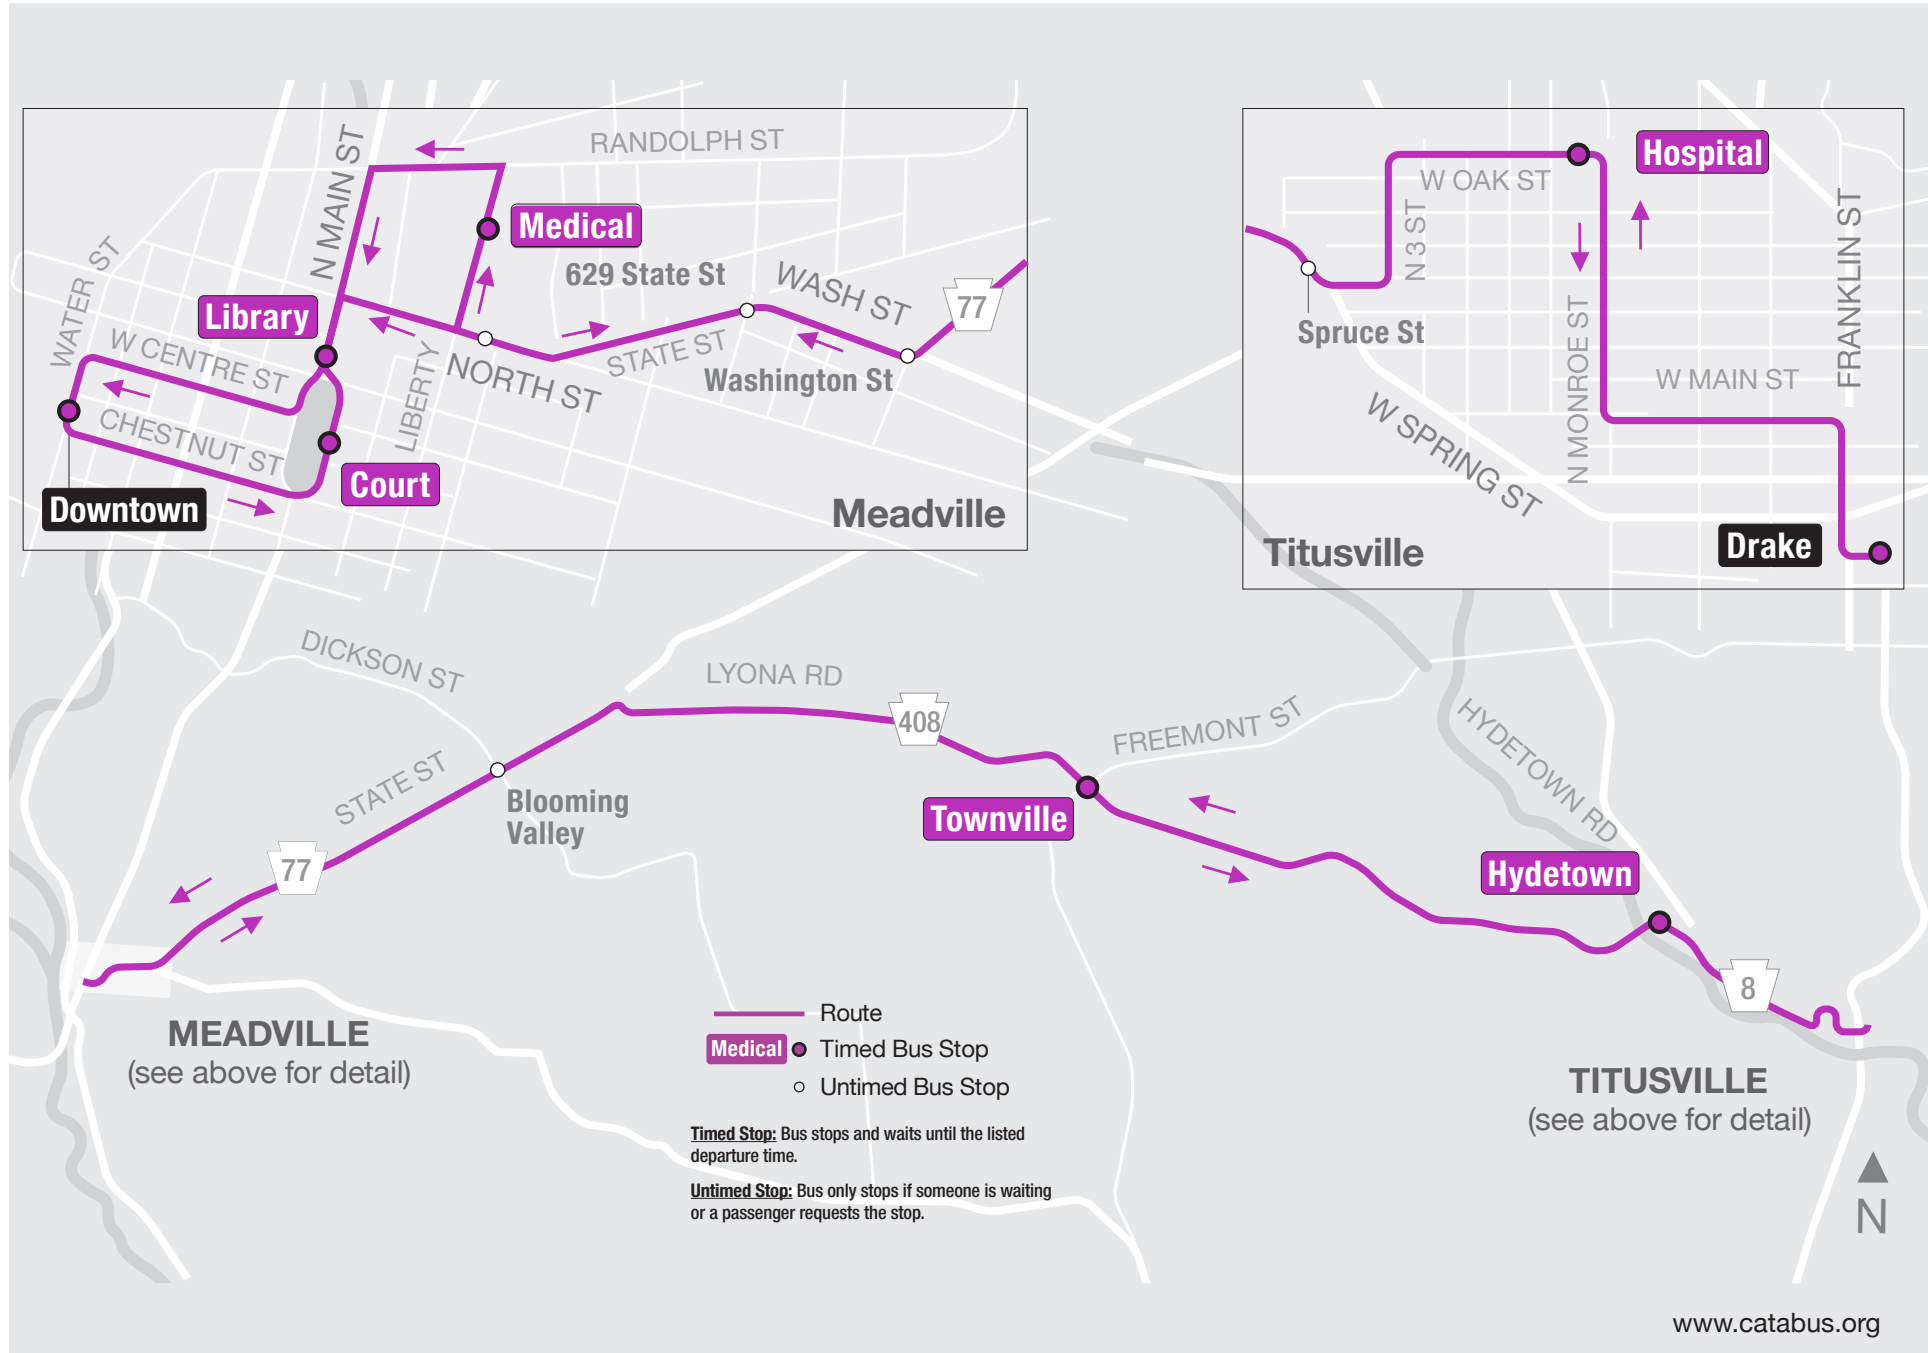 RANDOLPH ST
N MAIN ST
Medical
629 State St
WASH ST
77
WATER ST
Library
W CENTRE ST
LIBERTY
NORTH ST
STATE ST
Washington St
CHESTNUT ST
Court
Downtown
Meadville
Hospital
W OAK ST
N 3 ST
FRANKLIN ST
Spruce St
N MONROE ST
W MAIN ST
W SPRING ST
Drake
Titusville
DICKSON ST
LYONA RD
408
FREEMONT ST
HYDETOWN RD
STATE ST
Blooming
Valley
Townville
77
Hydetown
8
MEADVILLE
(see above for detail)
Route
Medical Timed Bus Stop
Untimed Bus Stop
Timed Stop: Bus stops and waits until the listed
departure time.
Untimed Stop: Bus only stops if someone is waiting
or a passenger requests the stop.
TITUSVILLE
(see above for detail)
N
www.catabus.org